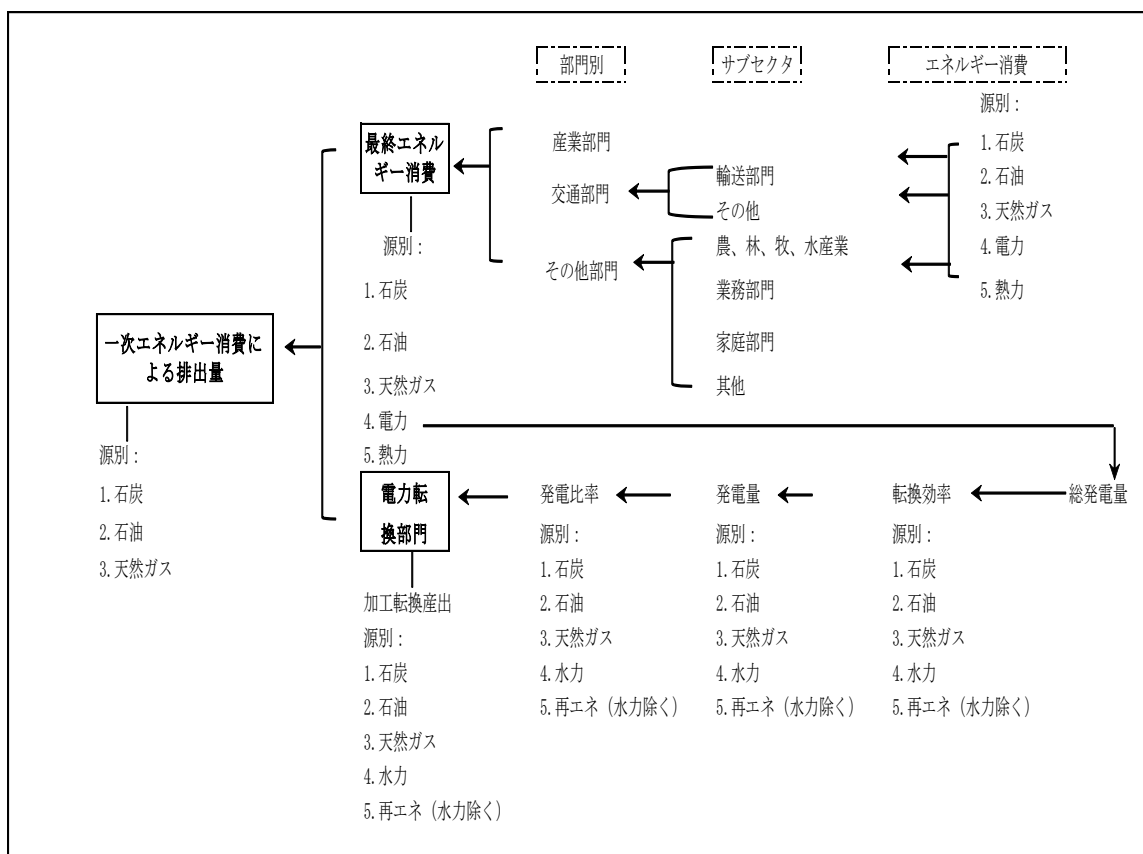 部門別
サブセクタ
エネルギー消費
源別：
1.石炭
2.石油
3.天然ガス
4.電力
5.熱力
最終エネル
ギー消費
産業部門
交通部門
その他部門
輸送部門
その他
農、林、牧、水産業
業務部門
家庭部門
其他
源別：
1.石炭
2.石油
3.天然ガス
4.電力
5.熱力
一次エネルギー消費に
よる排出量
源別：
1.石炭
2.石油
3.天然ガス
電力転
換部門
加工転換産出
源別：
1.石炭
2.石油
3.天然ガス
4.水力
5.再エネ（水力除く）
発電比率
源別：
1.石炭
2.石油
3.天然ガス
4.水力
5.再エネ（水力除く）
発電量
源別：
1.石炭
2.石油
3.天然ガス
4.水力
5.再エネ（水力除く）
転換効率
源別：
1.石炭
2.石油
3.天然ガス
4.水力
5.再エネ（水力除く）
総発電量